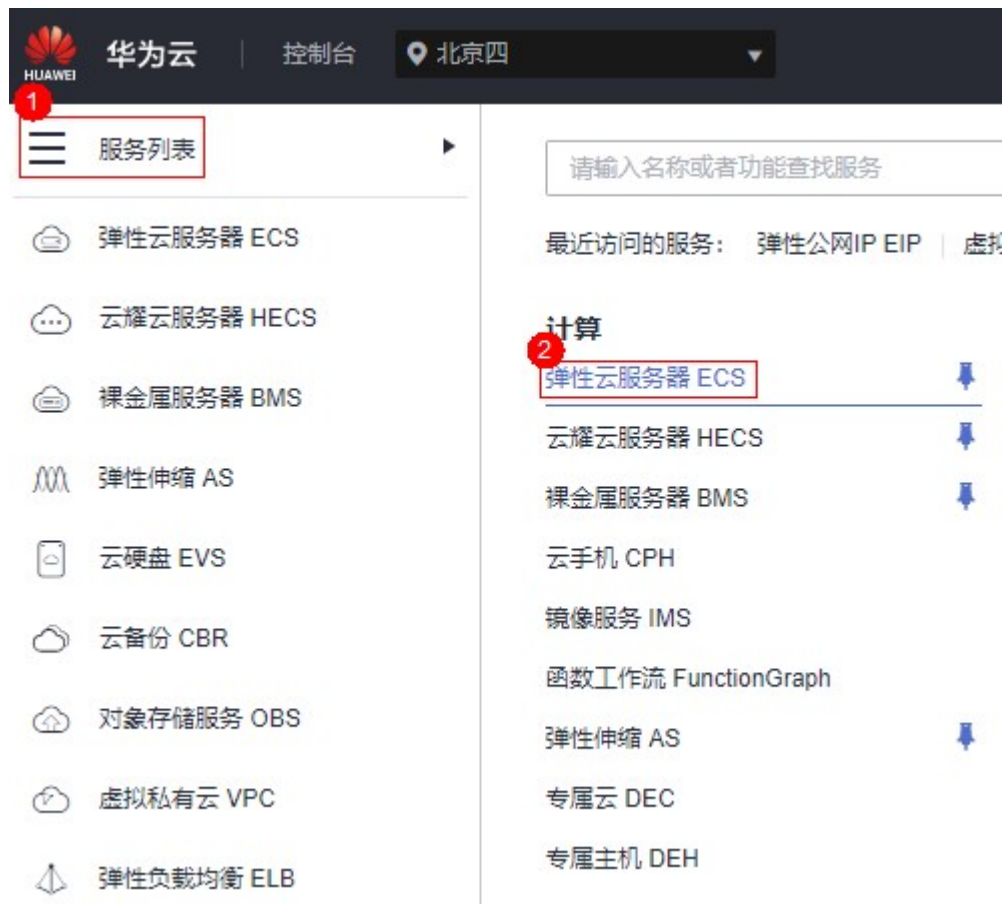 HUAWEI 华为云 控制台 北京四
1
服务列表
弹性云服务器 ECS
云耀云服务器 HECS
裸金属服务器 BMS
弹性伸缩 AS
云硬盘 EVS
云备份 CBR
对象存储服务 OBS
虚拟私有云 VPC
弹性负载均衡 ELB
请输入名称或者功能查找服务
最近访问的服务： 弹性公网IP EIP 虚拟
计算
2
弹性云服务器 ECS
云耀云服务器 HECS
裸金属服务器 BMS
云手机 CPH
镜像服务 IMS
函数工作流 FunctionGraph
弹性伸缩 AS
专属云 DEC
专属主机 DEH